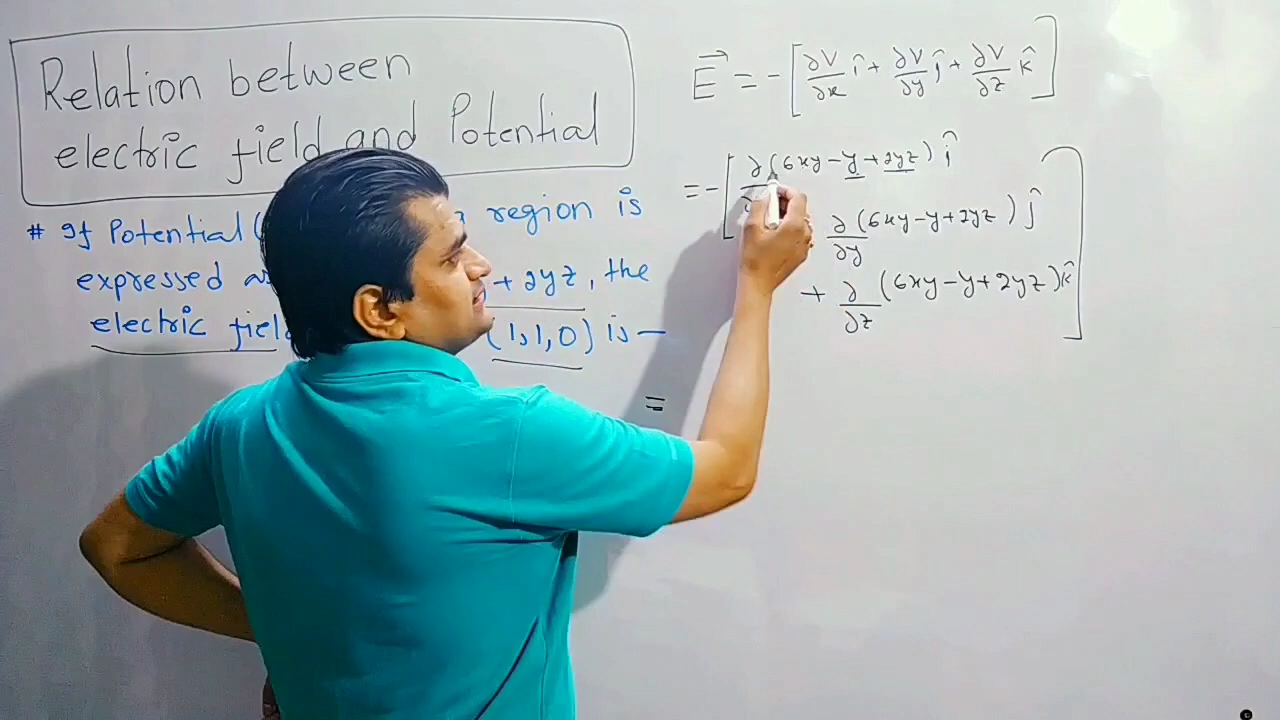 Relation between
electric field and Potential
# If Potential ( region is
expressed + 2yz, the
electric field (1,1,0) is –
=
E⃗ = -[∂V/∂x î + ∂V/∂y ĵ + ∂V/∂z k̂]
= -[∂ (6xy - y + 2yz) î
∂/∂y (6xy - y + 2yz) ĵ
+ ∂/∂z (6xy - y + 2yz) k̂]